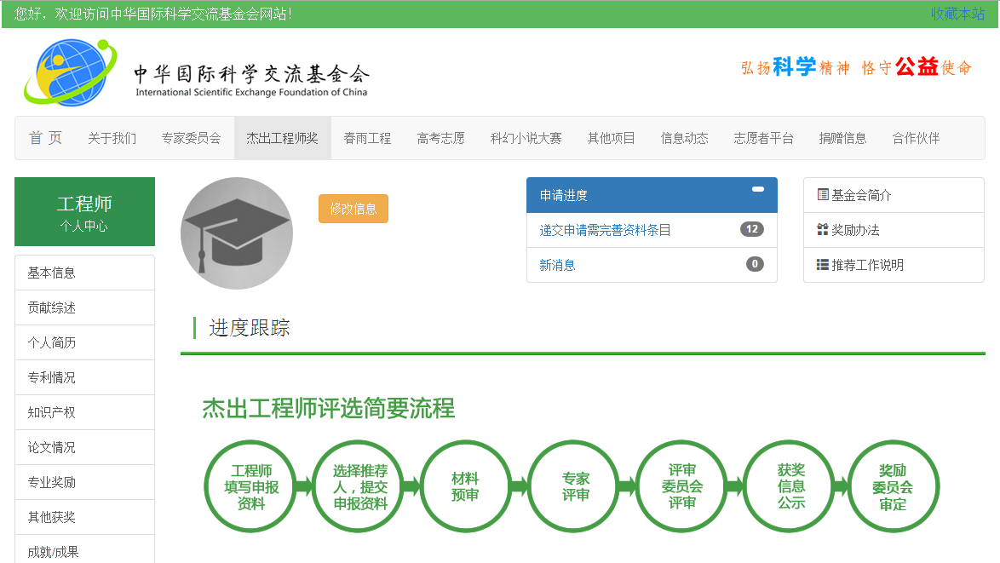 您好，欢迎访问中华国际科学交流基金会网站！
收藏本站
中华国际科学交流基金会
International Scientific Exchange Foundation of China
弘扬科学精神 恪守公益使命
首 页 关于我们 专家委员会 杰出工程师奖 春雨工程 高考志愿 科幻小说大赛 其他项目 信息动态 志愿者平台 捐赠信息 合作伙伴
工程师
个人中心
基本信息
贡献综述
个人简历
专利情况
知识产权
论文情况
专业奖励
其他获奖
成就/成果
修改信息
申请进度
递交申请需完善资料条目 12
新消息 0
基金会简介
奖励办法
推荐工作说明
进度跟踪
杰出工程师评选简要流程
工程师
填写申报
资料
选择推荐
人，提交
申报资料
材料
预审
专家
评审
评审
委员会
评审
获奖
信息
公示
奖励
委员会
审定